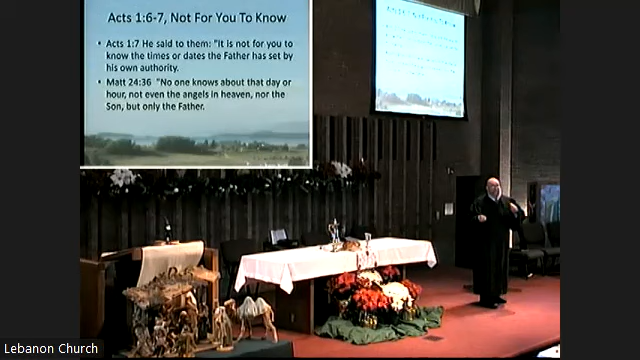 Acts 1:6-7, Not For You To Know
• Acts 1:7 He said to them: "It is not for you to
know the times or dates the Father has set by
his own authority.
• Matt 24:36 "No one knows about that day or
hour, not even the angels in heaven, nor the
Son, but only the Father.
Lebanon Church